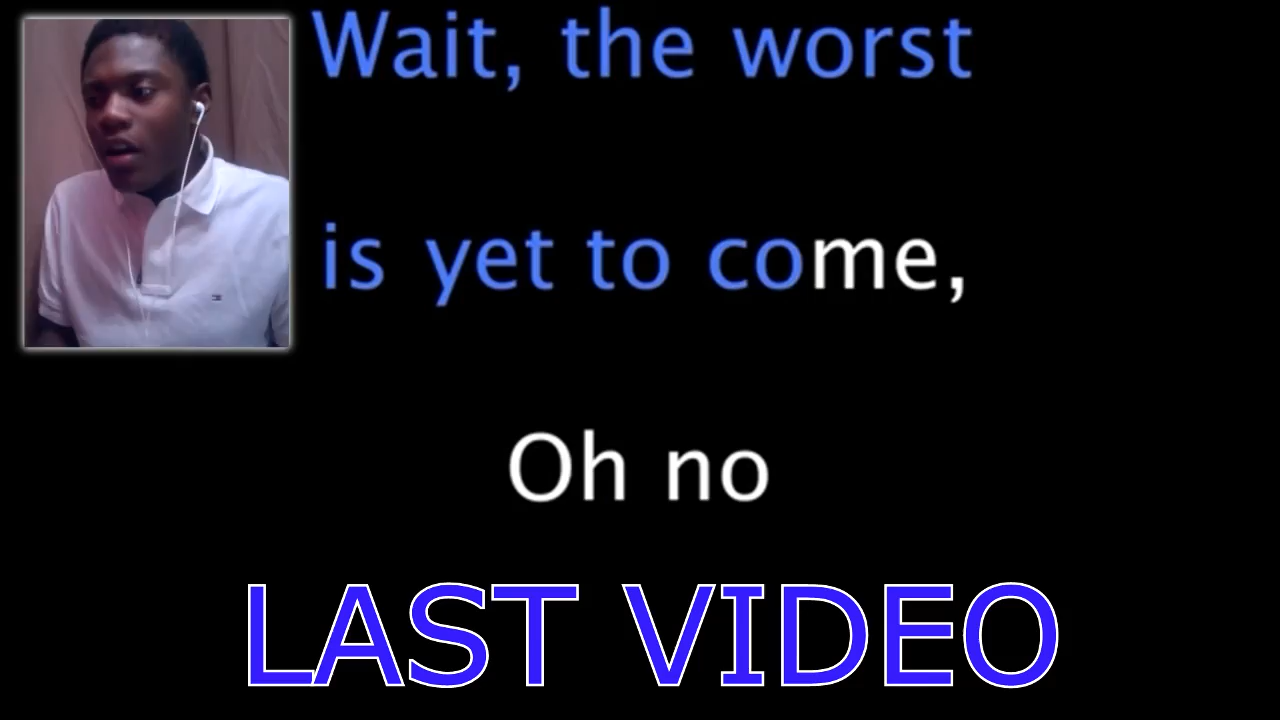 Wait, the worst
is yet to come,
Oh no
LAST VIDEO